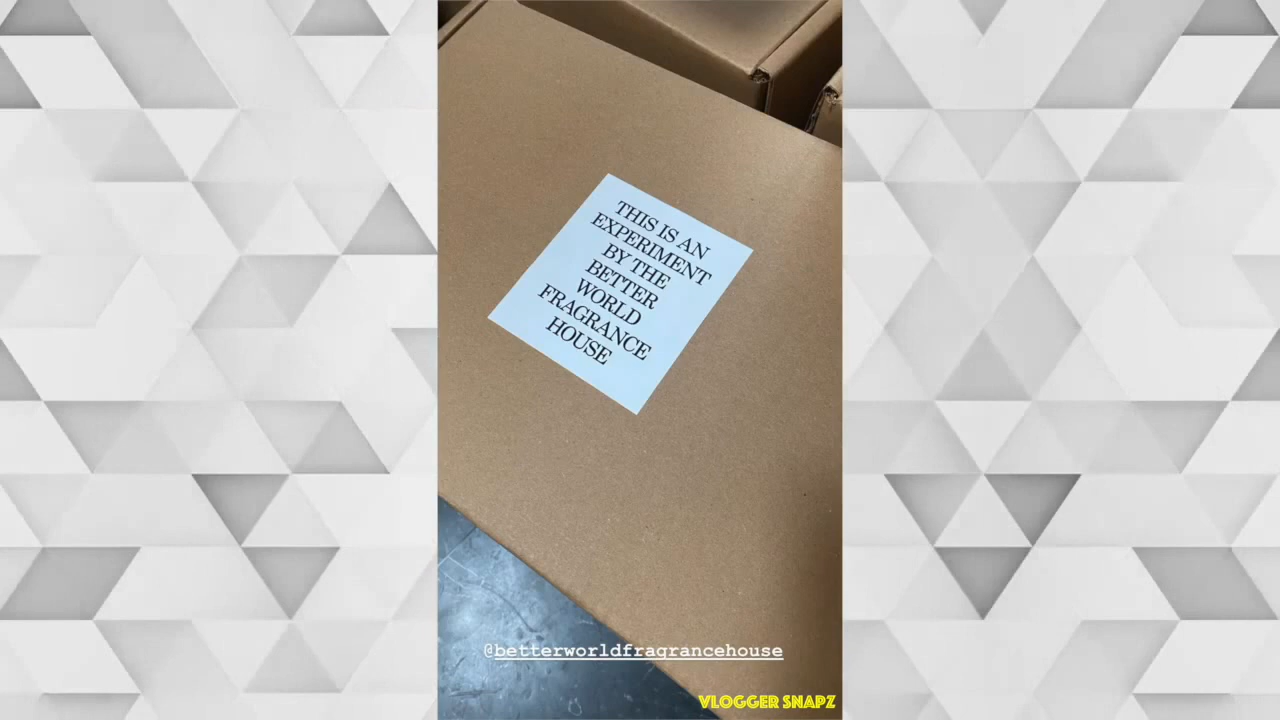 THIS IS AN
EXPERIMENT
BY THE
BETTER
WORLD
FRAGRANCE
HOUSE
@betterworldfragrancehouse
VLOGGER SNAPZ